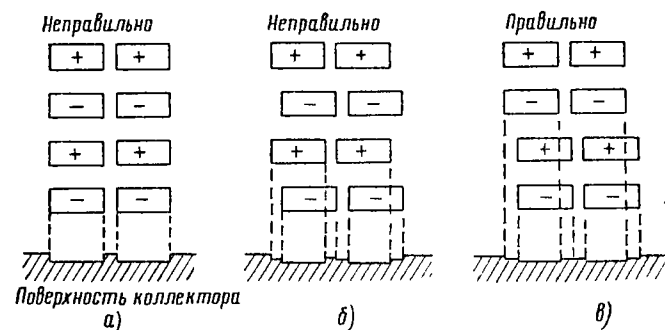 Неправильно Неправильно Правильно
+ + + + + +
− − − − − −
+ + + + + +
− − − − − −
Поверхность коллектора
а) б) в)